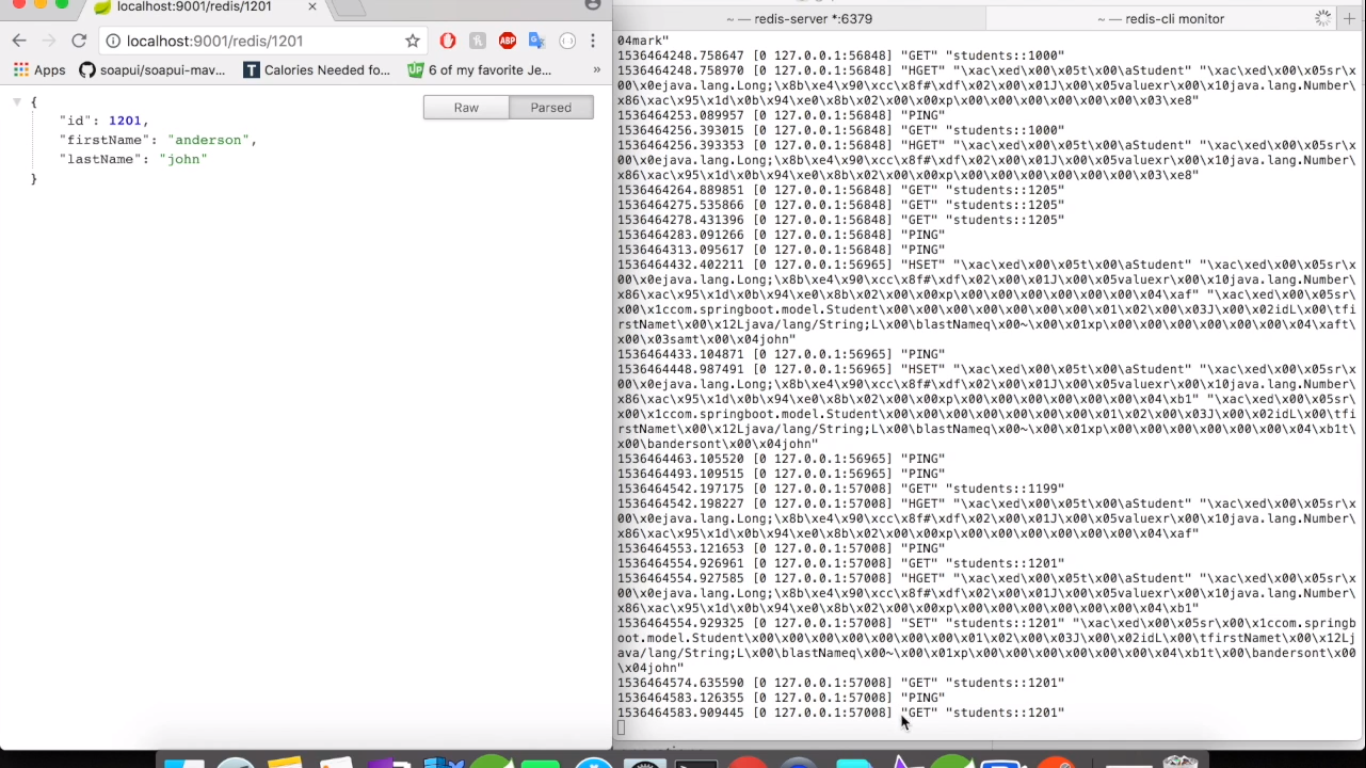 localhost:9001/redis/1201
localhost:9001/redis/1201
Apps
soapui/soapui-mav...
Calories Needed fo...
6 of my favorite Je...
»
ABP
Raw
Parsed
{
"id": 1201,
"firstName": "anderson",
"lastName": "john"
}
~ — redis-server *:6379
~ — redis-cli monitor
04mark"
1536464248.758647 [0 127.0.0.1:56848] "GET" "students::1000"
1536464248.758970 [0 127.0.0.1:56848] "HGET" "\xac\xed\x00\x05t\x00\aStudent" "\xac\xed\x00\x05sr\x
00\x0ejava.lang.Long;\x8b\xe4\x90\xcc\x8f#\xdf\x02\x00\x01J\x00\x05valuexr\x00\x10java.lang.Number\
x86\xac\x95\x1d\x0b\x94\xe0\x8b\x02\x00\x00xp\x00\x00\x00\x00\x00\x00\x03\xe8"
1536464253.089957 [0 127.0.0.1:56848] "PING"
1536464256.393015 [0 127.0.0.1:56848] "GET" "students::1000"
1536464256.393353 [0 127.0.0.1:56848] "HGET" "\xac\xed\x00\x05t\x00\aStudent" "\xac\xed\x00\x05sr\x
00\x0ejava.lang.Long;\x8b\xe4\x90\xcc\x8f#\xdf\x02\x00\x01J\x00\x05valuexr\x00\x10java.lang.Number\
x86\xac\x95\x1d\x0b\x94\xe0\x8b\x02\x00\x00xp\x00\x00\x00\x00\x00\x00\x03\xe8"
1536464264.889851 [0 127.0.0.1:56848] "GET" "students::1205"
1536464275.535866 [0 127.0.0.1:56848] "GET" "students::1205"
1536464278.431396 [0 127.0.0.1:56848] "GET" "students::1205"
1536464283.091266 [0 127.0.0.1:56848] "PING"
1536464313.095617 [0 127.0.0.1:56848] "PING"
1536464432.402211 [0 127.0.0.1:56965] "HSET" "\xac\xed\x00\x05t\x00\aStudent" "\xac\xed\x00\x05sr\x
00\x0ejava.lang.Long;\x8b\xe4\x90\xcc\x8f#\xdf\x02\x00\x01J\x00\x05valuexr\x00\x10java.lang.Number\
x86\xac\x95\x1d\x0b\x94\xe0\x8b\x02\x00\x00xp\x00\x00\x00\x00\x00\x00\x04\xaf" "\xac\xed\x00\x05sr\
x00\x1ccom.springboot.model.Student\x00\x00\x00\x00\x00\x00\x00\x01\x02\x00\x03J\x00\x02idL\x00\tfi
rstNamet\x00\x12Ljava/lang/String;L\x00\blastNameq\x00~\x00\x01xp\x00\x00\x00\x00\x00\x00\x04\xaft\
x00\x03samt\x00\x04john"
1536464433.104871 [0 127.0.0.1:56965] "PING"
1536464448.987491 [0 127.0.0.1:56965] "HSET" "\xac\xed\x00\x05t\x00\aStudent" "\xac\xed\x00\x05sr\x
00\x0ejava.lang.Long;\x8b\xe4\x90\xcc\x8f#\xdf\x02\x00\x01J\x00\x05valuexr\x00\x10java.lang.Number\
x86\xac\x95\x1d\x0b\x94\xe0\x8b\x02\x00\x00xp\x00\x00\x00\x00\x00\x00\x04\xb1" "\xac\xed\x00\x05sr\
x00\x1ccom.springboot.model.Student\x00\x00\x00\x00\x00\x00\x00\x01\x02\x00\x03J\x00\x02idL\x00\tfi
rstNamet\x00\x12Ljava/lang/String;L\x00\blastNameq\x00~\x00\x01xp\x00\x00\x00\x00\x00\x00\x04\xb1t\
x00\bandersont\x00\x04john"
1536464463.105520 [0 127.0.0.1:56965] "PING"
1536464493.109515 [0 127.0.0.1:56965] "PING"
1536464542.197175 [0 127.0.0.1:57008] "GET" "students::1199"
1536464542.198227 [0 127.0.0.1:57008] "HGET" "\xac\xed\x00\x05t\x00\aStudent" "\xac\xed\x00\x05sr\x
00\x0ejava.lang.Long;\x8b\xe4\x90\xcc\x8f#\xdf\x02\x00\x01J\x00\x05valuexr\x00\x10java.lang.Number\
x86\xac\x95\x1d\x0b\x94\xe0\x8b\x02\x00\x00xp\x00\x00\x00\x00\x00\x00\x04\xaf"
1536464553.121653 [0 127.0.0.1:57008] "PING"
1536464554.926961 [0 127.0.0.1:57008] "GET" "students::1201"
1536464554.927585 [0 127.0.0.1:57008] "HGET" "\xac\xed\x00\x05t\x00\aStudent" "\xac\xed\x00\x05sr\x
00\x0ejava.lang.Long;\x8b\xe4\x90\xcc\x8f#\xdf\x02\x00\x01J\x00\x05valuexr\x00\x10java.lang.Number\
x86\xac\x95\x1d\x0b\x94\xe0\x8b\x02\x00\x00xp\x00\x00\x00\x00\x00\x00\x04\xb1"
1536464554.929325 [0 127.0.0.1:57008] "SET" "students::1201" "\xac\xed\x00\x05sr\x00\x1ccom.springb
oot.model.Student\x00\x00\x00\x00\x00\x00\x00\x01\x02\x00\x03J\x00\x02idL\x00\tfirstNamet\x00\x12Lj
ava/lang/String;L\x00\blastNameq\x00~\x00\x01xp\x00\x00\x00\x00\x00\x00\x04\xb1t\x00\bandersont\x00
\x04john"
1536464574.635590 [0 127.0.0.1:57008] "GET" "students::1201"
1536464583.126355 [0 127.0.0.1:57008] "PING"
1536464583.909445 [0 127.0.0.1:57008] "GET" "students::1201"